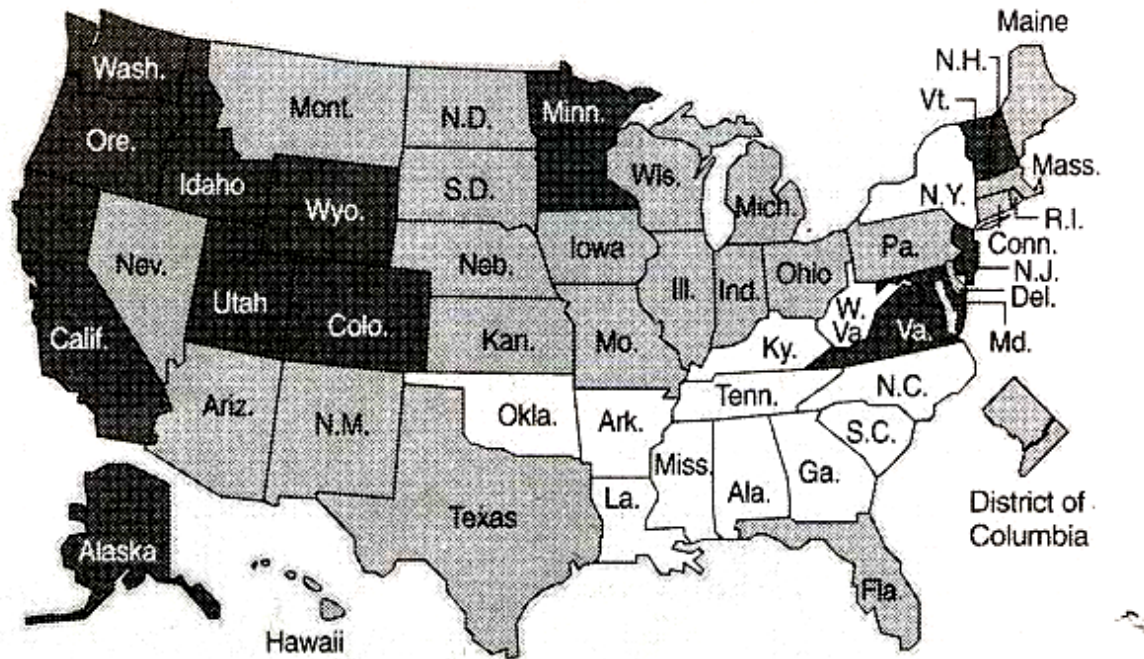 Maine
N.H.
Vt.
Wash.
Mont.
N.D.
Minn.
Ore.
Idaho
S.D.
Wis.
Mich.
Mass.
Wyo.
N.Y.
R.I.
Conn.
Nev.
Neb.
Iowa
Pa.
N.J.
Utah
Ill.
Ind.
Ohio
Del.
Calif.
Colo.
Kan.
Mo.
W.
Va.
Va.
Md.
Ky.
Ariz.
N.M.
Okla.
Ark.
Tenn.
N.C.
S.C.
Miss.
Ala.
Ga.
La.
Texas
District of
Columbia
Alaska
Fla.
Hawaii